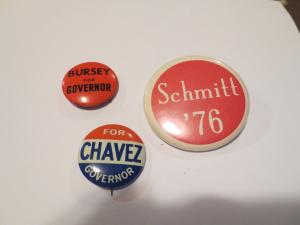 BURSEY
FOR
GOVERNOR
Schmitt
'76
FOR
CHAVEZ
GOVERNOR